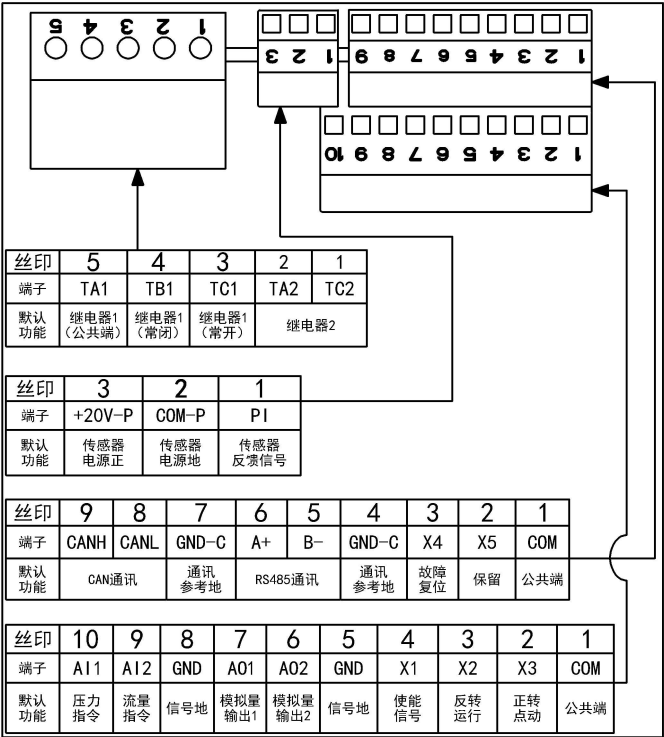 5 4 3 2 1
3 2 1
9 8 7 6 5 4 3 2 1
10 9 8 7 6 5 4 3 2 1
丝印 5 4 3 2 1
端子 TA1 TB1 TC1 TA2 TC2
默认功能 继电器1（公共端） 继电器1（常闭） 继电器1（常开） 继电器2
丝印 3 2 1
端子 +20V-P COM-P PI
默认功能 传感器电源正 传感器电源地 传感器反馈信号
丝印 9 8 7 6 5 4 3 2 1
端子 CANH CANL GND-C A+ B- GND-C X4 X5 COM
默认功能 CAN通讯 通讯参考地 RS485通讯 通讯参考地 故障复位 保留 公共端
丝印 10 9 8 7 6 5 4 3 2 1
端子 AI1 AI2 GND AO1 AO2 GND X1 X2 X3 COM
默认功能 压力指令 流量指令 信号地 模拟量输出1 模拟量输出2 信号地 使能信号 反转运行 正转点动 公共端